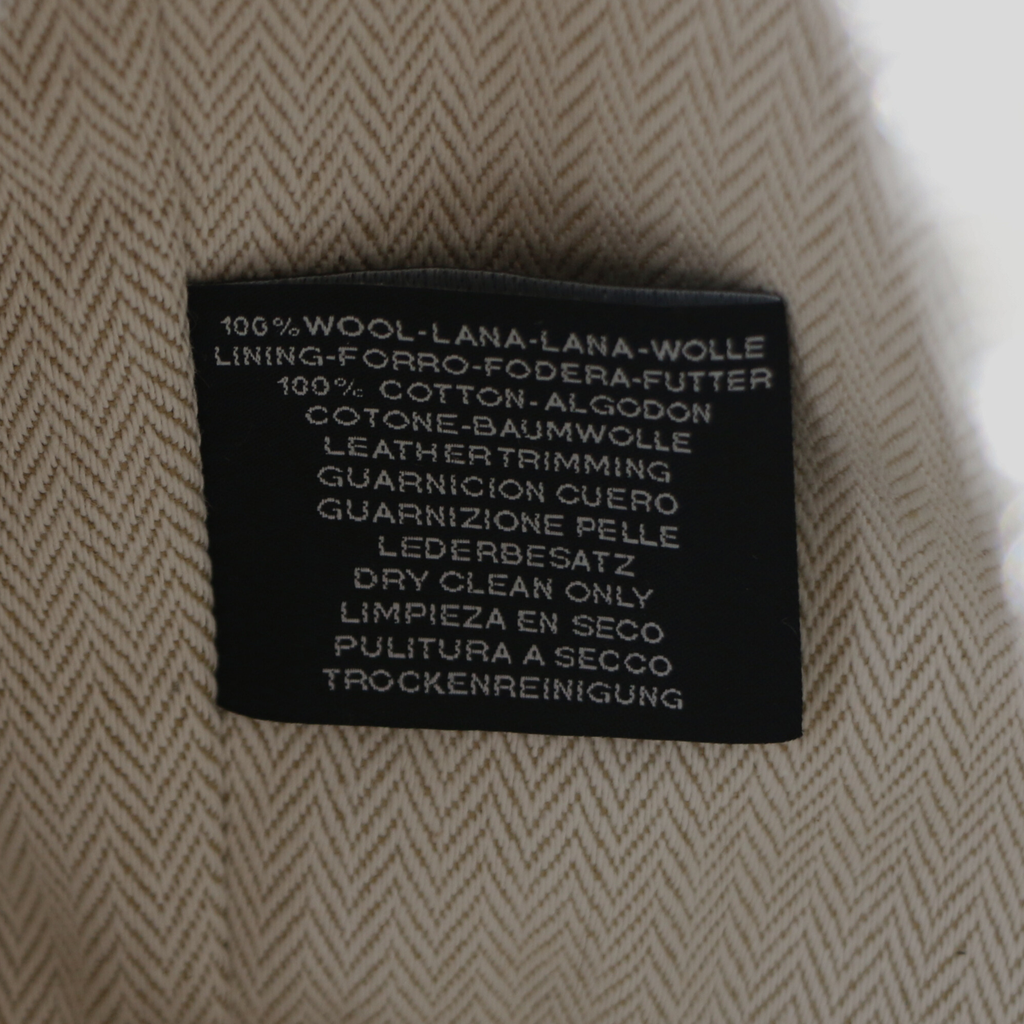 100%WOOL-LANA-LANA-WOLLE
LINING-FORRO-FODERA-FUTTER
100% COTTON-ALGODON
COTONE-BAUMWOLLE
LEATHER TRIMMING
GUARNICION CUERO
GUARNIZIONE PELLE
LEDERBESATZ
DRY CLEAN ONLY
LIMPIEZA EN SECO
PULITURA A SECCO
TROCKENREINIGUNG